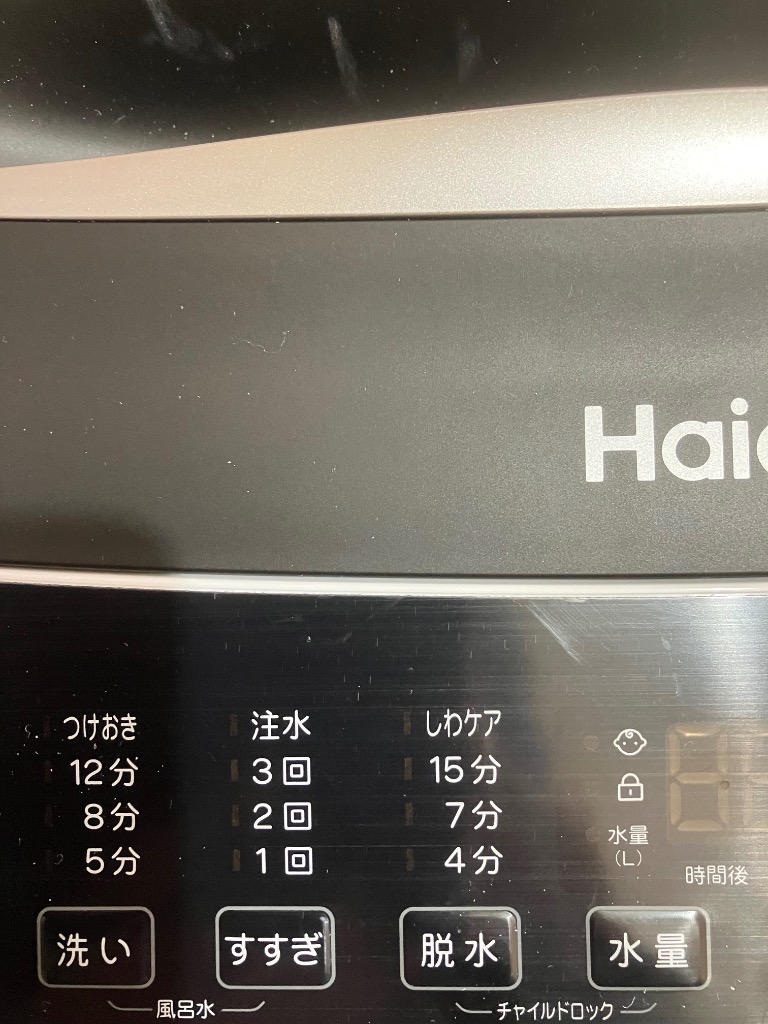 Hai
つけおき 注水 しわケア
12分 3回 15分
8分 2回 7分 水量
5分 1回 4分 (L) 時間後
洗い すすぎ 脱水 水量
風呂水 チャイルドロック